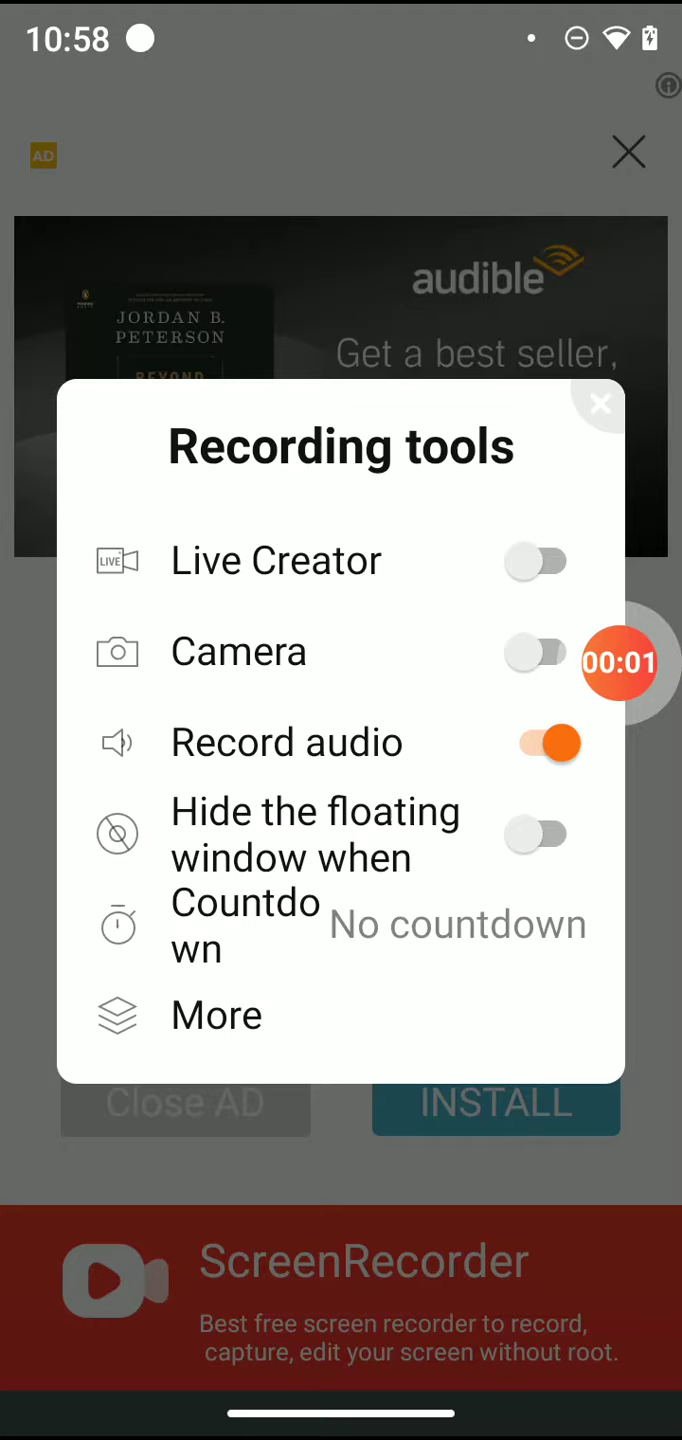 10:58
AD
audible
JORDAN B.
PETERSON
BEYOND
Get a best seller,
Recording tools
LIVE
Live Creator
Camera
00:01
Record audio
Hide the floating
window when
Countdo
wn
No countdown
More
Close AD
INSTALL
ScreenRecorder
Best free screen recorder to record,
capture, edit your screen without root.